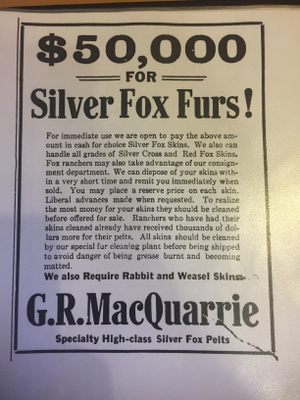 $50,000
FOR
Silver Fox Furs!
For immediate use we are open to pay the above am-
ount in cash for choice Silver Fox Skins. We also can
handle all grades of Silver Cross and Red Fox Skins.
Fox ranchers may also take advantage of our consign-
ment department. We can dispose of your skins with-
in a very short time and remit you immediately when
sold. You may place a reserve price on each skin.
Liberal advances made when requested. To realize
the most money for your skins they should be cleaned
before offered for sale. Ranchers who have had their
skins cleaned already have received thousands of dol-
lars more for their pelts. All skins should be cleaned
by our special fur cleaning plant before being shipped
to avoid danger of being grease burnt and becoming
matted.
We also Require Rabbit and Weasel Skins
G.R.MacQuarrie
Specialty High-class Silver Fox Pelts